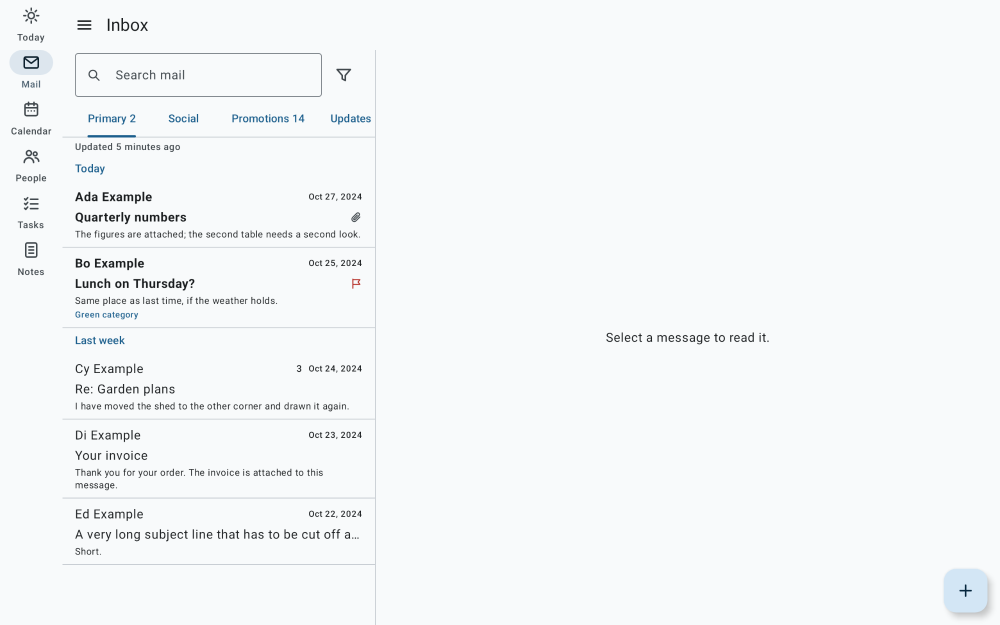 Today
Mail
Calendar
People
Tasks
Notes
Inbox
Search mail
Primary 2 Social Promotions 14 Updates
Updated 5 minutes ago
Today
Ada Example Oct 27, 2024
Quarterly numbers
The figures are attached; the second table needs a second look.
Bo Example Oct 25, 2024
Lunch on Thursday?
Same place as last time, if the weather holds.
Green category
Last week
Cy Example 3 Oct 24, 2024
Re: Garden plans
I have moved the shed to the other corner and drawn it again.
Di Example Oct 23, 2024
Your invoice
Thank you for your order. The invoice is attached to this
message.
Ed Example Oct 22, 2024
A very long subject line that has to be cut off a…
Short.
Select a message to read it.